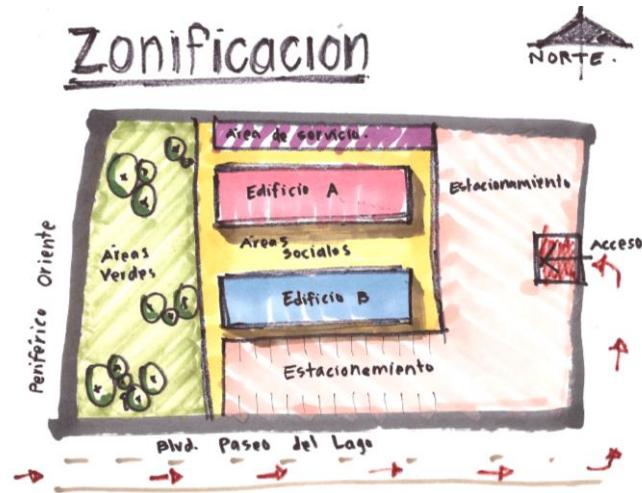 Zonificacion
NORTE.
Area de servicio.
Edificio A
Estacionamiento
Acceso
Areas
Sociales
Areas
Verdes
Edificio B
Periférico Oriente
Estacionamiento
Blvd. Paseo del Lago